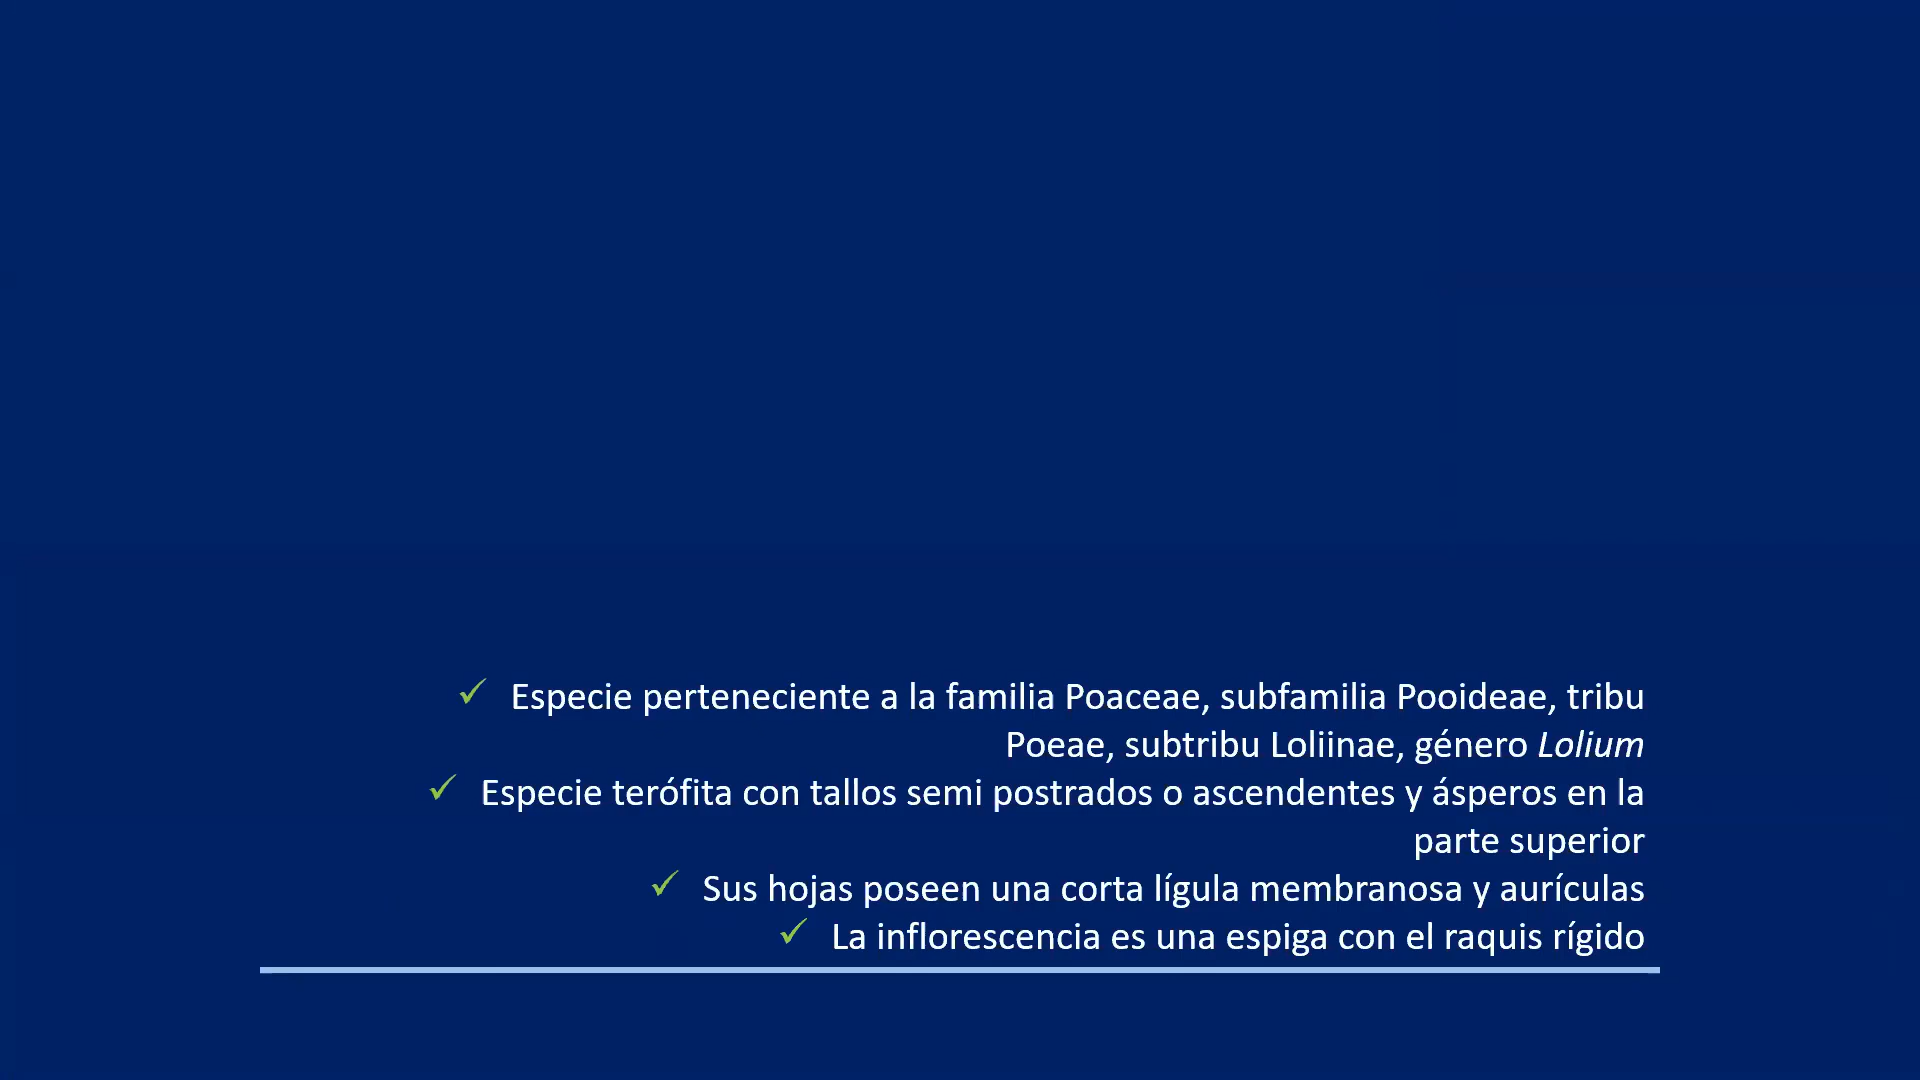 ✓ Especie perteneciente a la familia Poaceae, subfamilia Pooideae, tribu
Poeae, subtribu Loliinae, género Lolium
✓ Especie terófita con tallos semi postrados o ascendentes y ásperos en la
parte superior
✓ Sus hojas poseen una corta lígula membranosa y aurículas
✓ La inflorescencia es una espiga con el raquis rígido